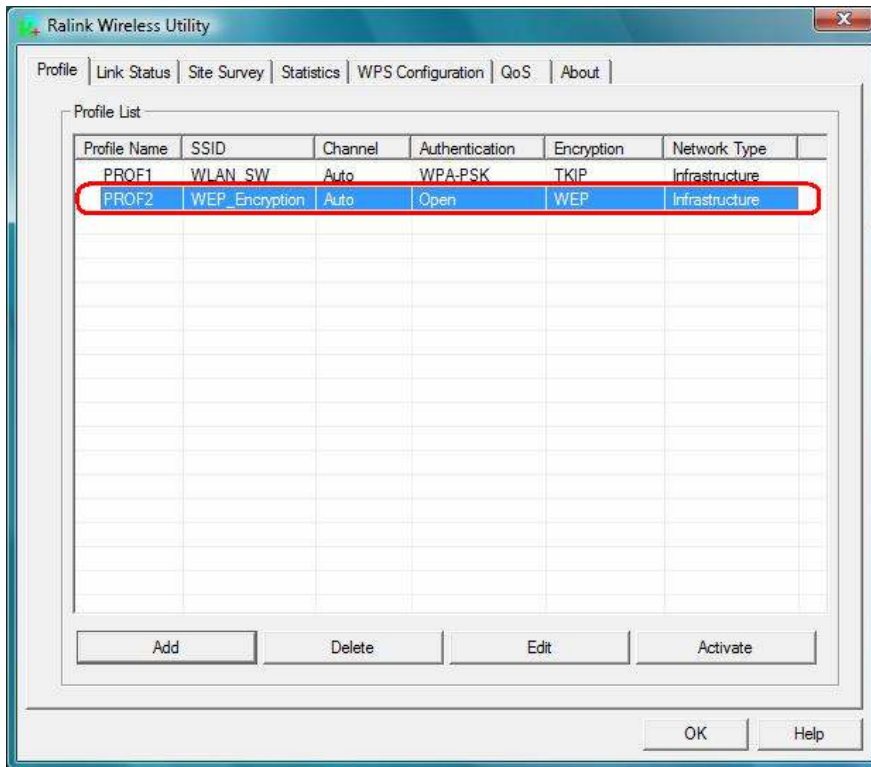 Ralink Wireless Utility
Profile Link Status Site Survey Statistics WPS Configuration QoS About
Profile List
Profile Name SSID Channel Authentication Encryption Network Type
PROF1 WLAN_SW Auto WPA-PSK TKIP Infrastructure
PROF2 WEP_Encryption Auto Open WEP Infrastructure
Add Delete Edit Activate
OK Help